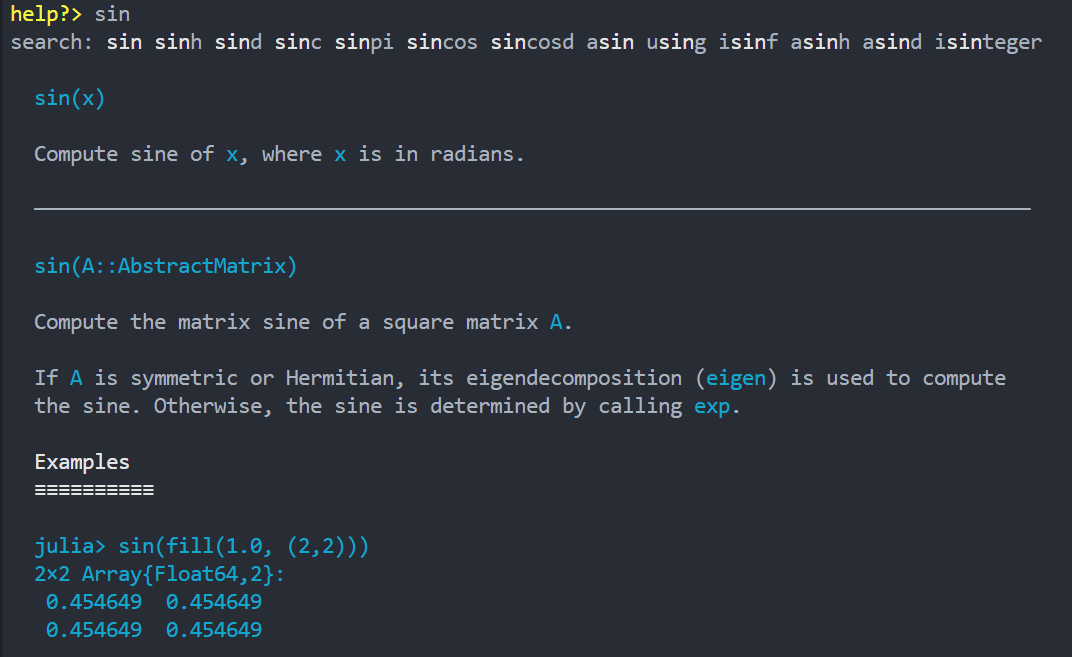 help?> sin
search: sin sinh sind sinc sinpi sincos sincosd asin using isinf asinh asind isinteger
sin(x)
Compute sine of x, where x is in radians.
sin(A::AbstractMatrix)
Compute the matrix sine of a square matrix A.
If A is symmetric or Hermitian, its eigendecomposition (eigen) is used to compute
the sine. Otherwise, the sine is determined by calling exp.
Examples
≡≡≡≡≡≡≡≡≡≡
julia> sin(fill(1.0, (2,2)))
2×2 Array{Float64,2}:
 0.454649  0.454649
 0.454649  0.454649